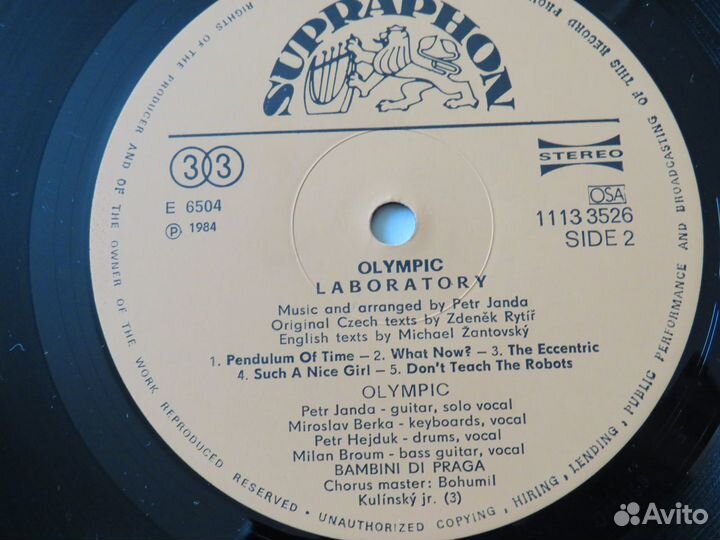 SUPRAPHON
33
STEREO
E 6504
OSA
℗ 1984
1113 3526
SIDE 2
OLYMPIC
LABORATORY
Music and arranged by Petr Janda
Original Czech texts by Zdeněk Rytíř
English texts by Michael Žantovský
1. Pendulum Of Time – 2. What Now? – 3. The Eccentric
4. Such A Nice Girl – 5. Don't Teach The Robots
OLYMPIC
Petr Janda - guitar, solo vocal
Miroslav Berka - keyboards, vocal
Petr Hejduk - drums, vocal
Milan Broum - bass guitar, vocal
BAMBINI DI PRAGA
Chorus master: Bohumil
Kulínský jr. (3)
RIGHTS OF THE PRODUCER AND OF THE OWNER OF THE WORK REPRODUCED RESERVED • UNAUTHORIZED COPYING, HIRING, LENDING, PUBLIC PERFORMANCE AND BROADCASTING OF THIS RECORD
Avito